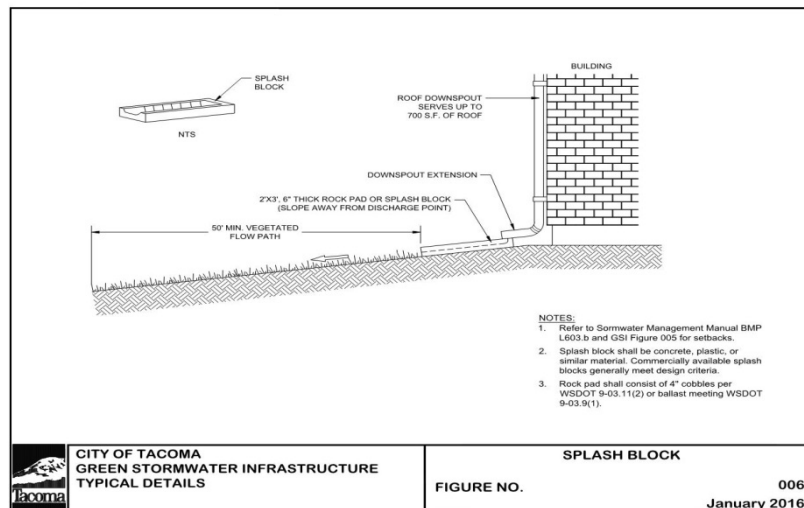 SPLASH
BLOCK
NTS
BUILDING
ROOF DOWNSPOUT
SERVES UP TO
700 S.F. OF ROOF
DOWNSPOUT EXTENSION
2'X3', 6" THICK ROCK PAD OR SPLASH BLOCK
(SLOPE AWAY FROM DISCHARGE POINT)
50' MIN. VEGETATED
FLOW PATH
NOTES:
1. Refer to Sormwater Management Manual BMP
L603.b and GSI Figure 005 for setbacks.
2. Splash block shall be concrete, plastic, or
similar material. Commercially available splash
blocks generally meet design criteria.
3. Rock pad shall consist of 4" cobbles per
WSDOT 9-03.11(2) or ballast meeting WSDOT
9-03.9(1).
Tacoma
CITY OF TACOMA
GREEN STORMWATER INFRASTRUCTURE
TYPICAL DETAILS
SPLASH BLOCK
FIGURE NO. 006
January 2016